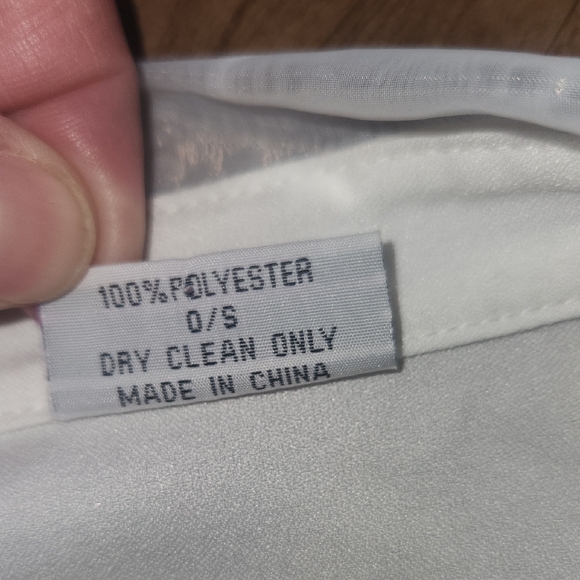 100% POLYESTER
O/S
DRY CLEAN ONLY
MADE IN CHINA